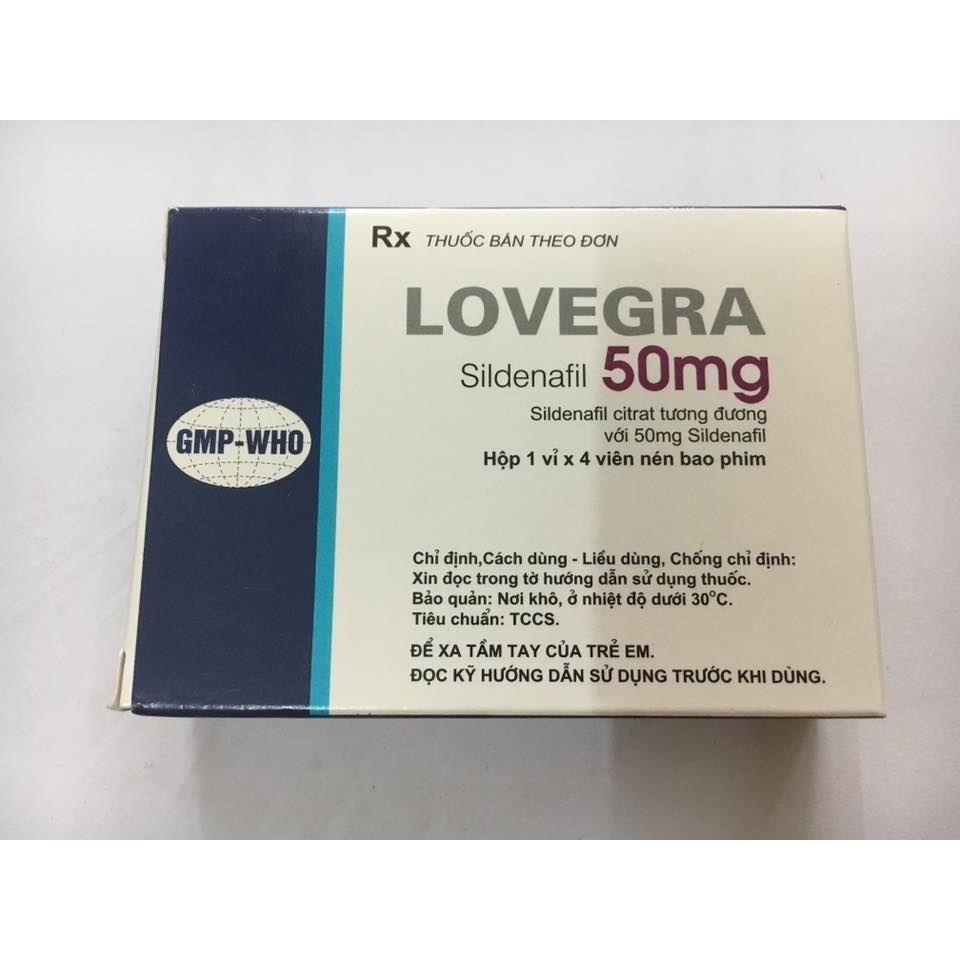 Rx THUỐC BÁN THEO ĐƠN
LOVEGRA
Sildenafil 50mg
Sildenafil citrat tương đương
với 50mg Sildenafil
Hộp 1 vỉ x 4 viên nén bao phim
GMP-WHO
Chỉ định,Cách dùng - Liều dùng, Chống chỉ định:
Xin đọc trong tờ hướng dẫn sử dụng thuốc.
Bảo quản: Nơi khô, ở nhiệt độ dưới 30°C.
Tiêu chuẩn: TCCS.
ĐỂ XA TẦM TAY CỦA TRẺ EM.
ĐỌC KỸ HƯỚNG DẪN SỬ DỤNG TRƯỚC KHI DÙNG.